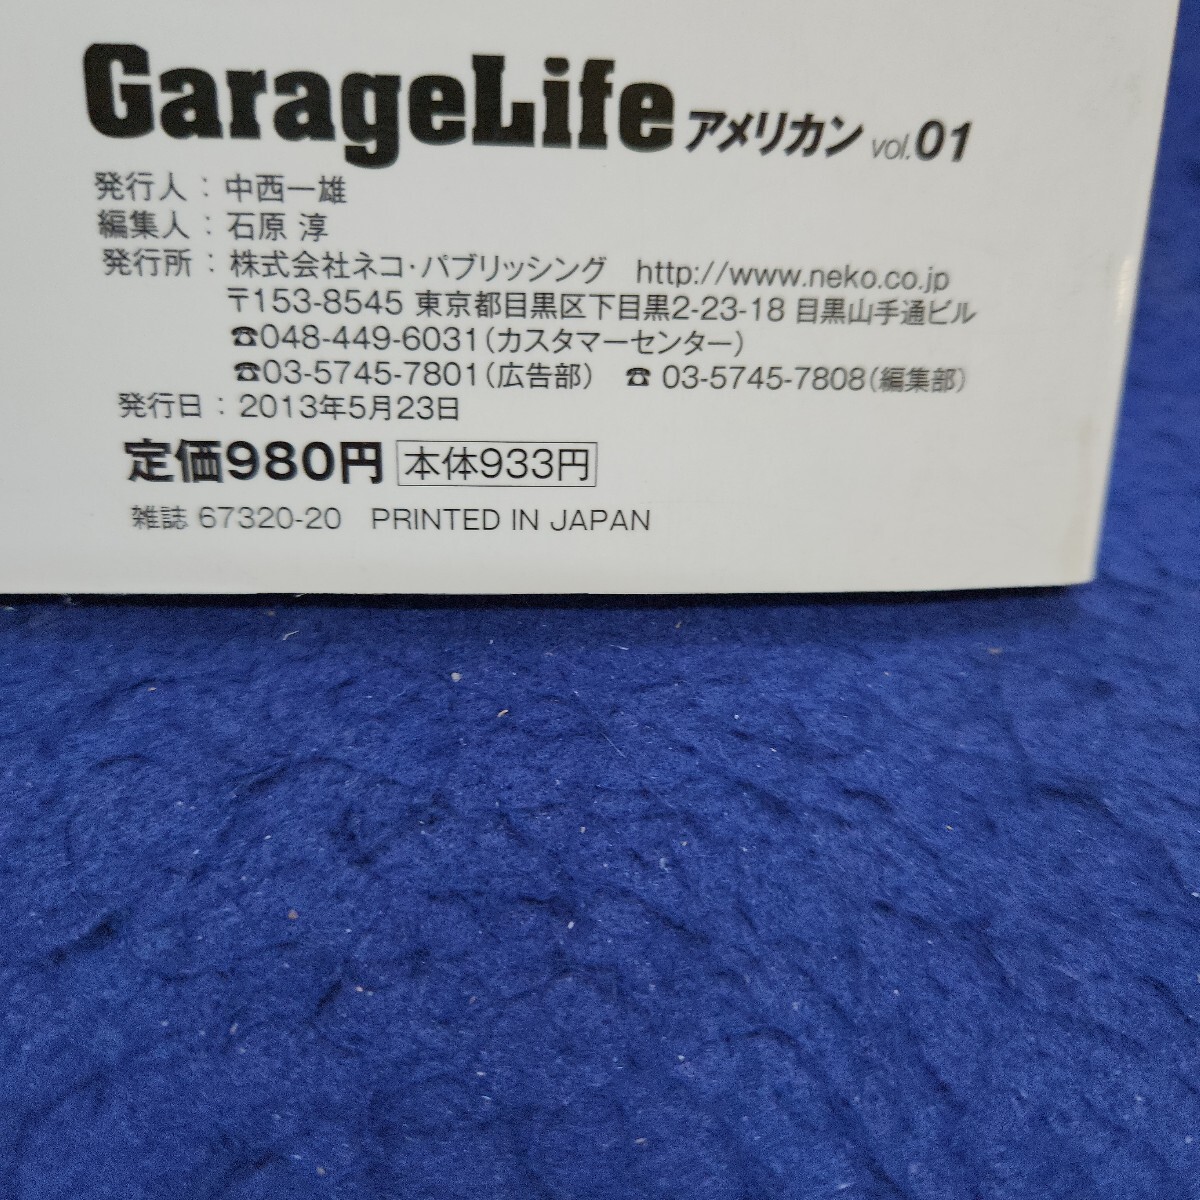 GarageLife アメリカン vol.01
発行人：中西一雄
編集人：石原 淳
発行所：株式会社ネコ・パブリッシング http://www.neko.co.jp
〒153-8545 東京都目黒区下目黒2-23-18 目黒山手通ビル
☎048-449-6031（カスタマーセンター）
☎03-5745-7801（広告部） ☎ 03-5745-7808（編集部）
発行日：2013年5月23日
定価980円 本体933円
雑誌 67320-20 PRINTED IN JAPAN